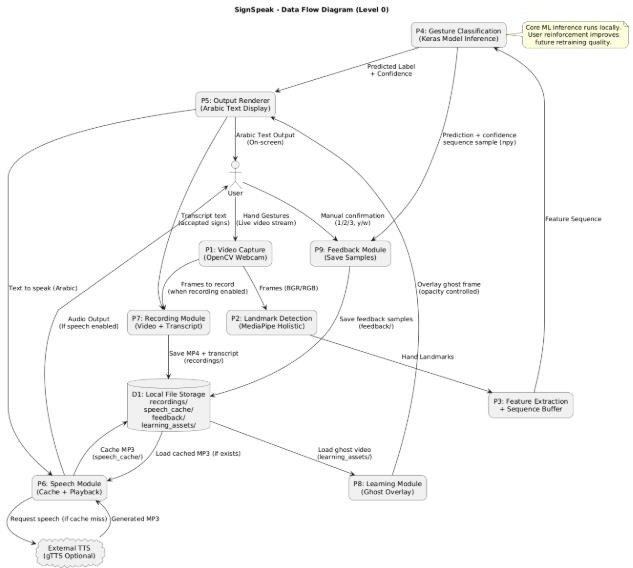 SignSpeak - Data Flow Diagram (Level 0)
P4: Gesture Classification
(Keras Model Inference)
Core ML inference runs locally.
User reinforcement improves
future retraining quality.
Predicted Label
+ Confidence
P5: Output Renderer
(Arabic Text Display)
Arabic Text Output
(On-screen)
Prediction + confidence
sequence sample (npy)
User
Feature Sequence
Transcript text
(accepted signs)
Hand Gestures
(Live video stream)
Manual confirmation
(1/2/3, y/w)
P1: Video Capture
(OpenCV Webcam)
P9: Feedback Module
(Save Samples)
Text to speak (Arabic)
Overlay ghost frame
(opacity controlled)
Audio Output
(If speech enabled)
Frames to record
(when recording enabled)
Frames (BGR/RGB)
P7: Recording Module
(Video + Transcript)
P2: Landmark Detection
(MediaPipe Holistic)
Save feedback samples
(feedback/)
Save MP4 + transcript
(recordings/)
Hand Landmarks
D1: Local File Storage
recordings/
speech_cache/
feedback/
learning_assets/
P3: Feature Extraction
+ Sequence Buffer
Cache MP3
(speech_cache/)
Load cached MP3 (if exists)
Load ghost video
(learning_assets/)
P6: Speech Module
(Cache + Playback)
P8: Learning Module
(Ghost Overlay)
Request speech (if cache miss)
Generated MP3
External TTS
(gTTS Optional)